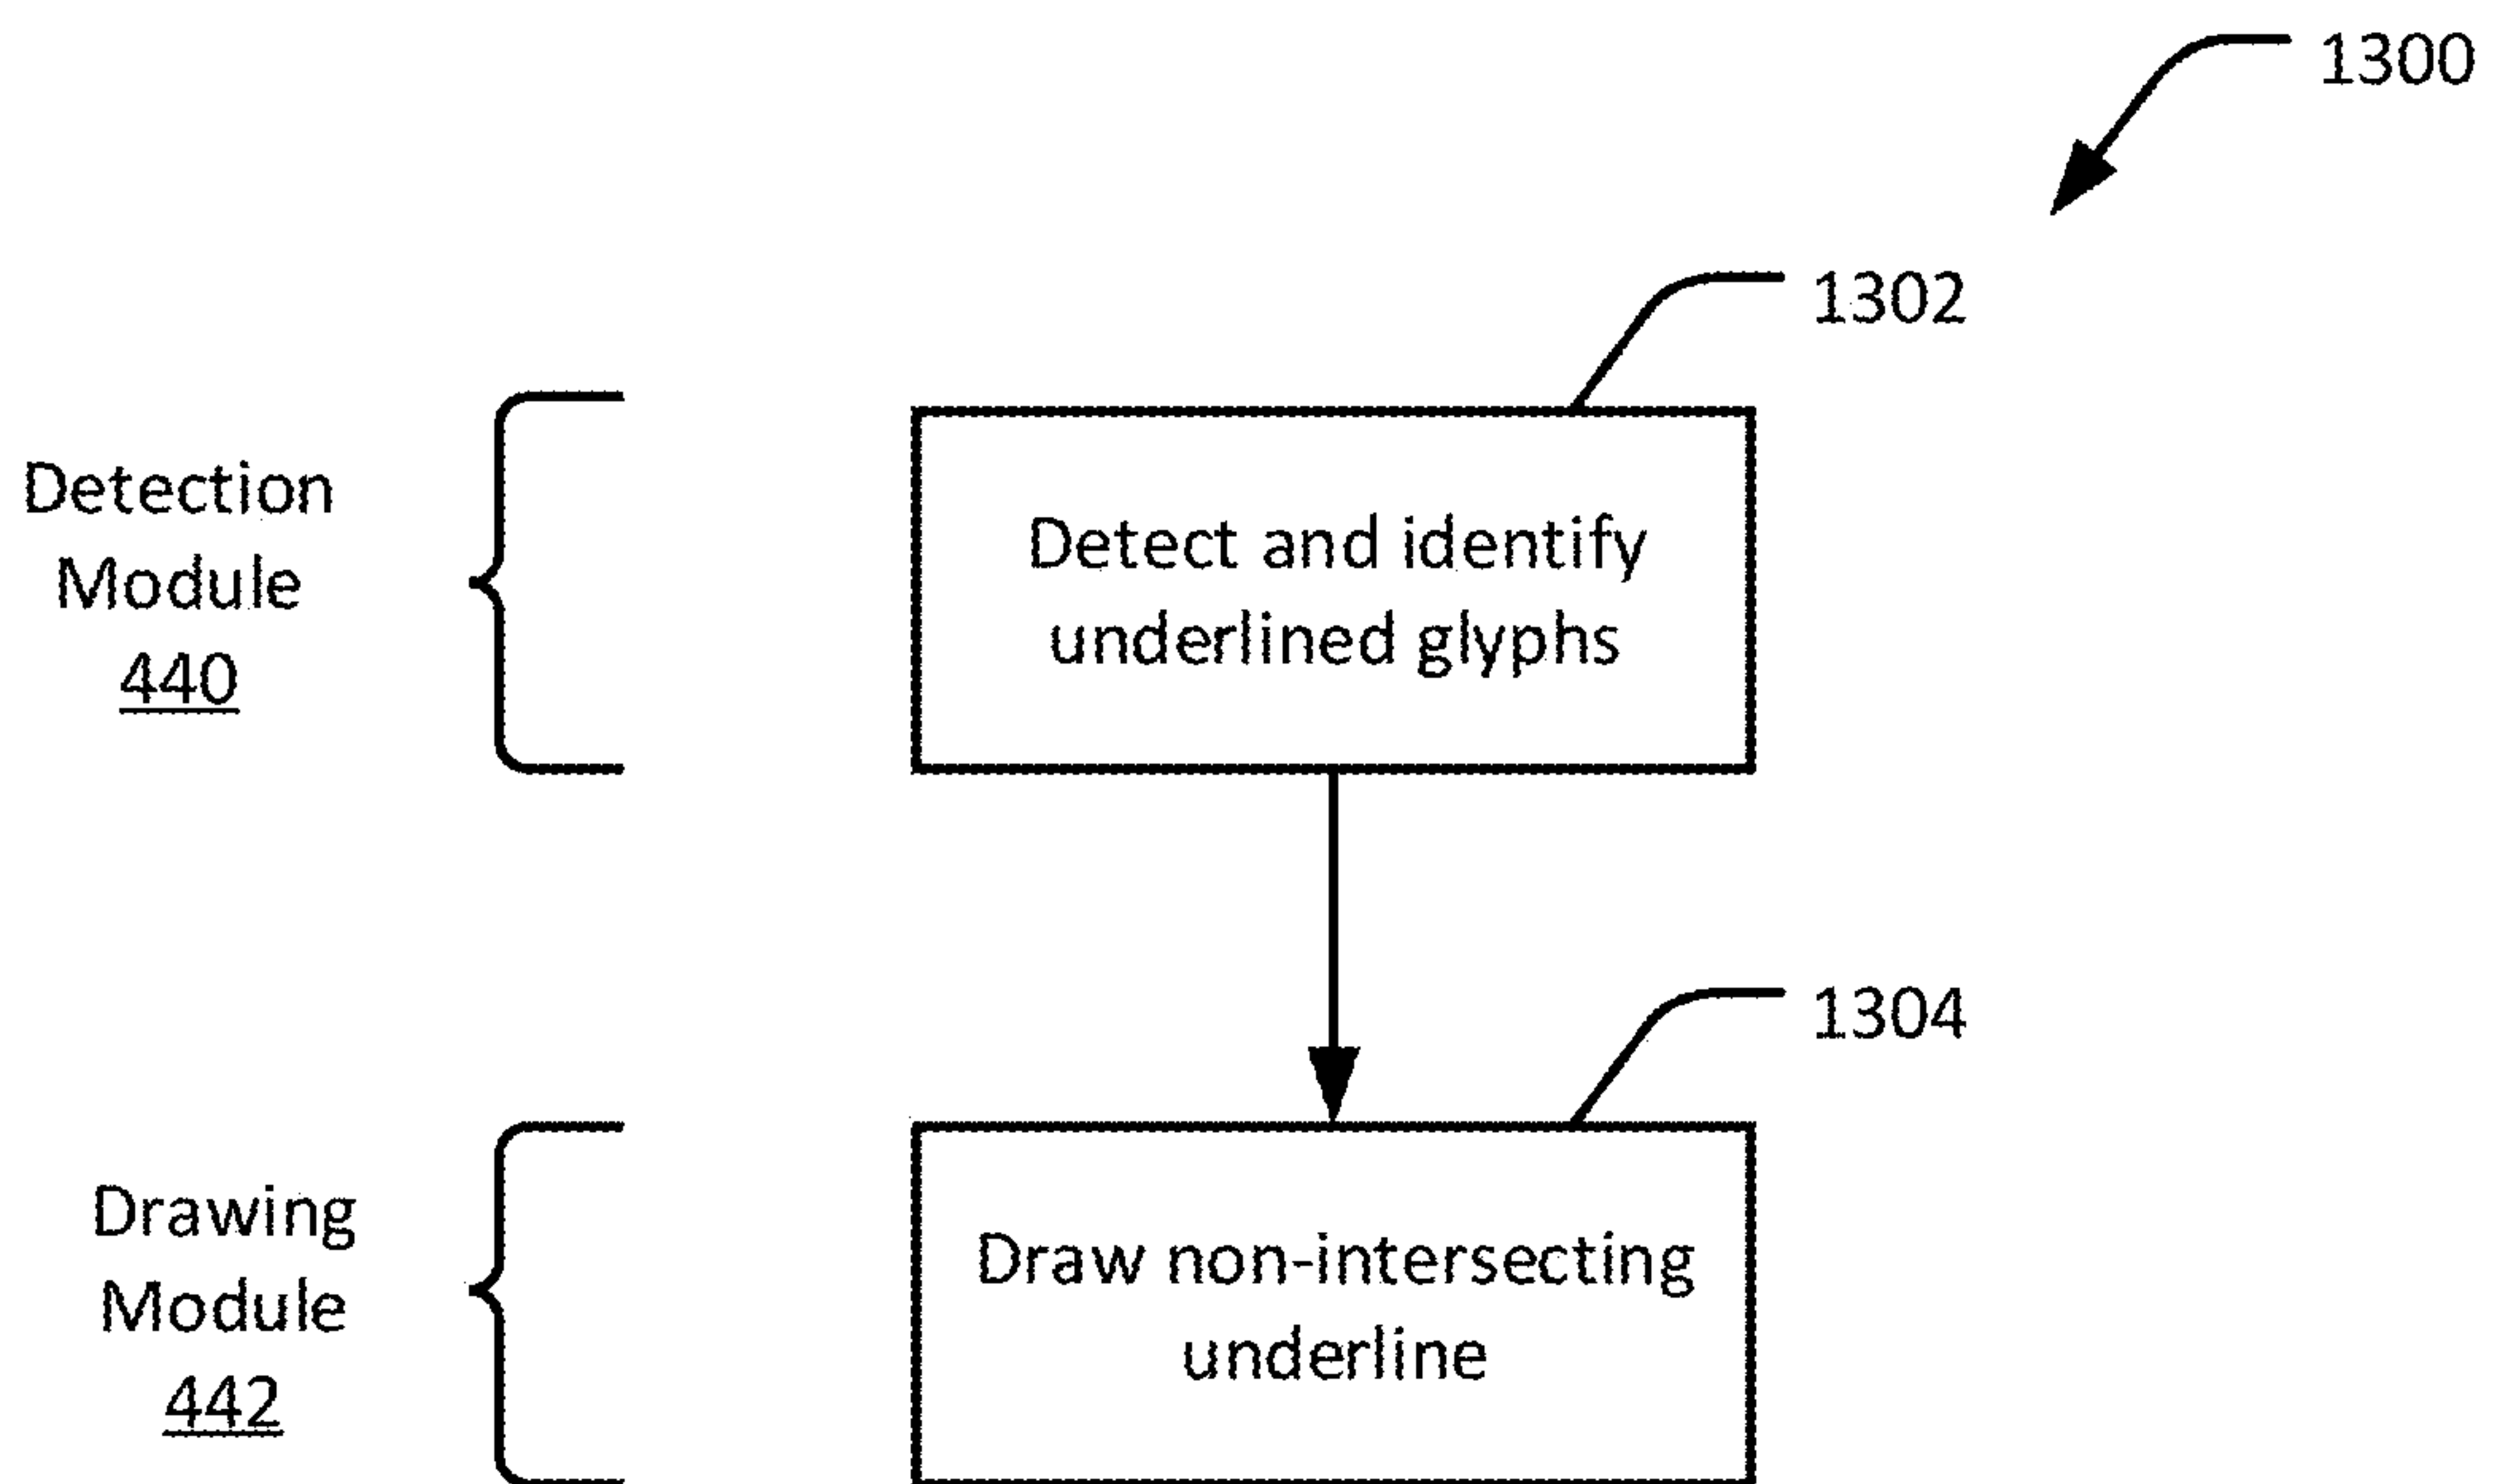 1300
1302
Detection
Module
440
Detect and identify
underlined glyphs
1304
Drawing
Module
442
Draw non-intersecting
underline